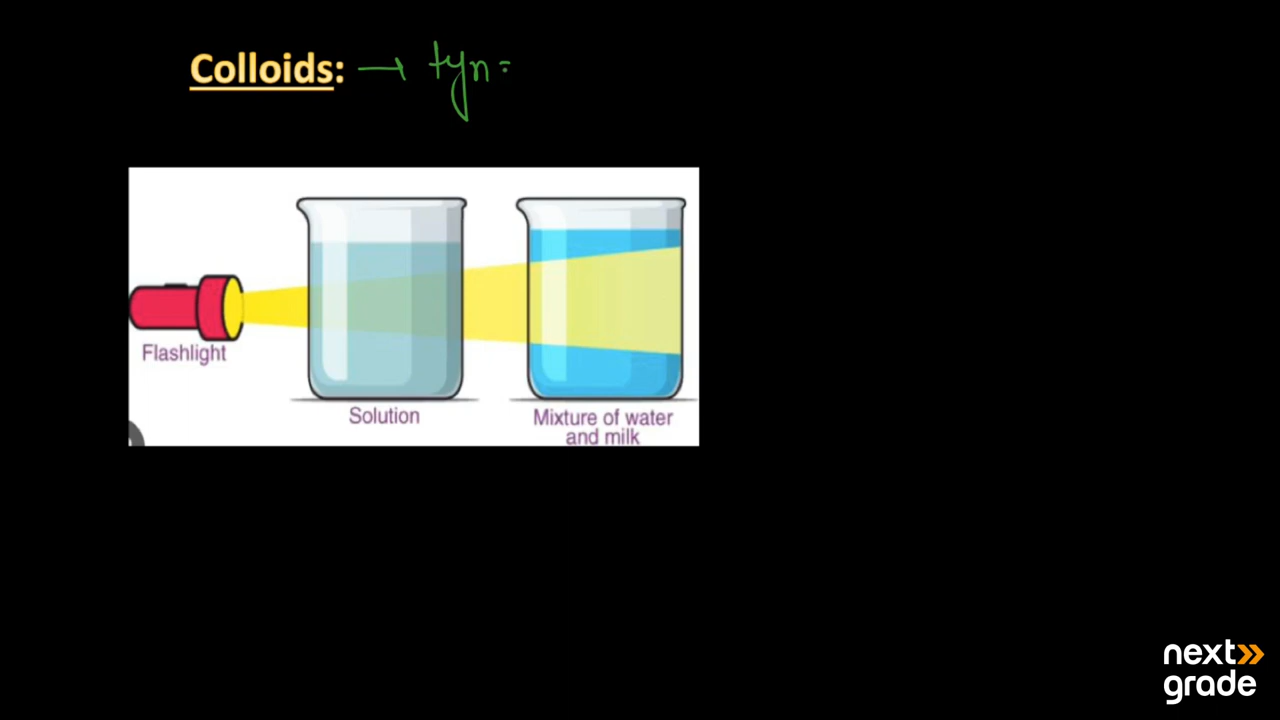 Colloids: → tyn
Flashlight
Solution
Mixture of water
and milk
next
grade